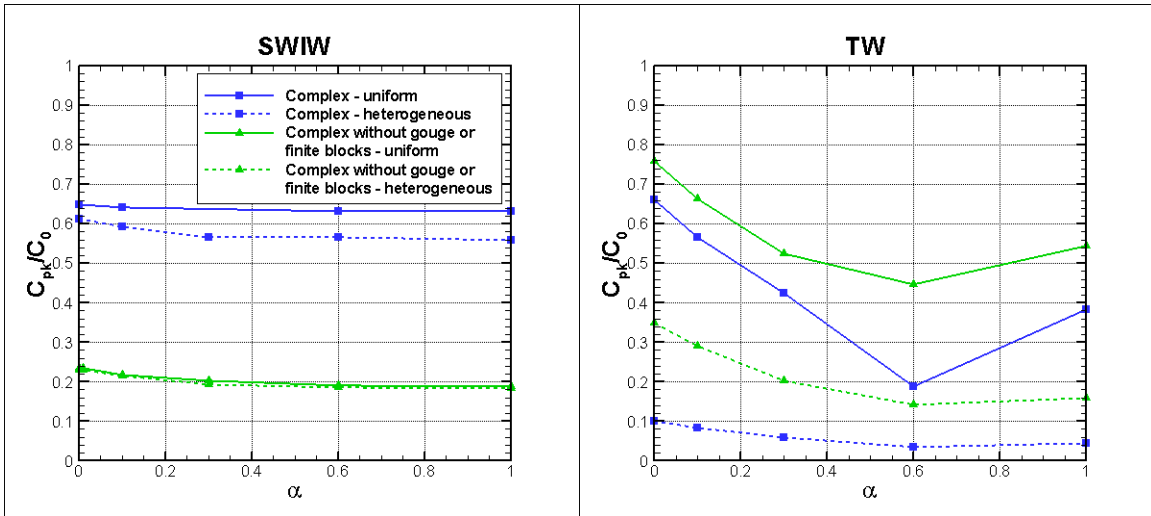 SWIW
1
0.9
0.8
0.7
0.6
0.5
0.4
0.3
0.2
0.1
0
Cpk/C0
Complex - uniform
Complex - heterogeneous
Complex without gouge or
finite blocks - uniform
Complex without gouge or
finite blocks - heterogeneous
0 0.2 0.4 0.6 0.8 1
α
TW
1
0.9
0.8
0.7
0.6
0.5
0.4
0.3
0.2
0.1
0
Cpk/C0
0 0.2 0.4 0.6 0.8 1
α